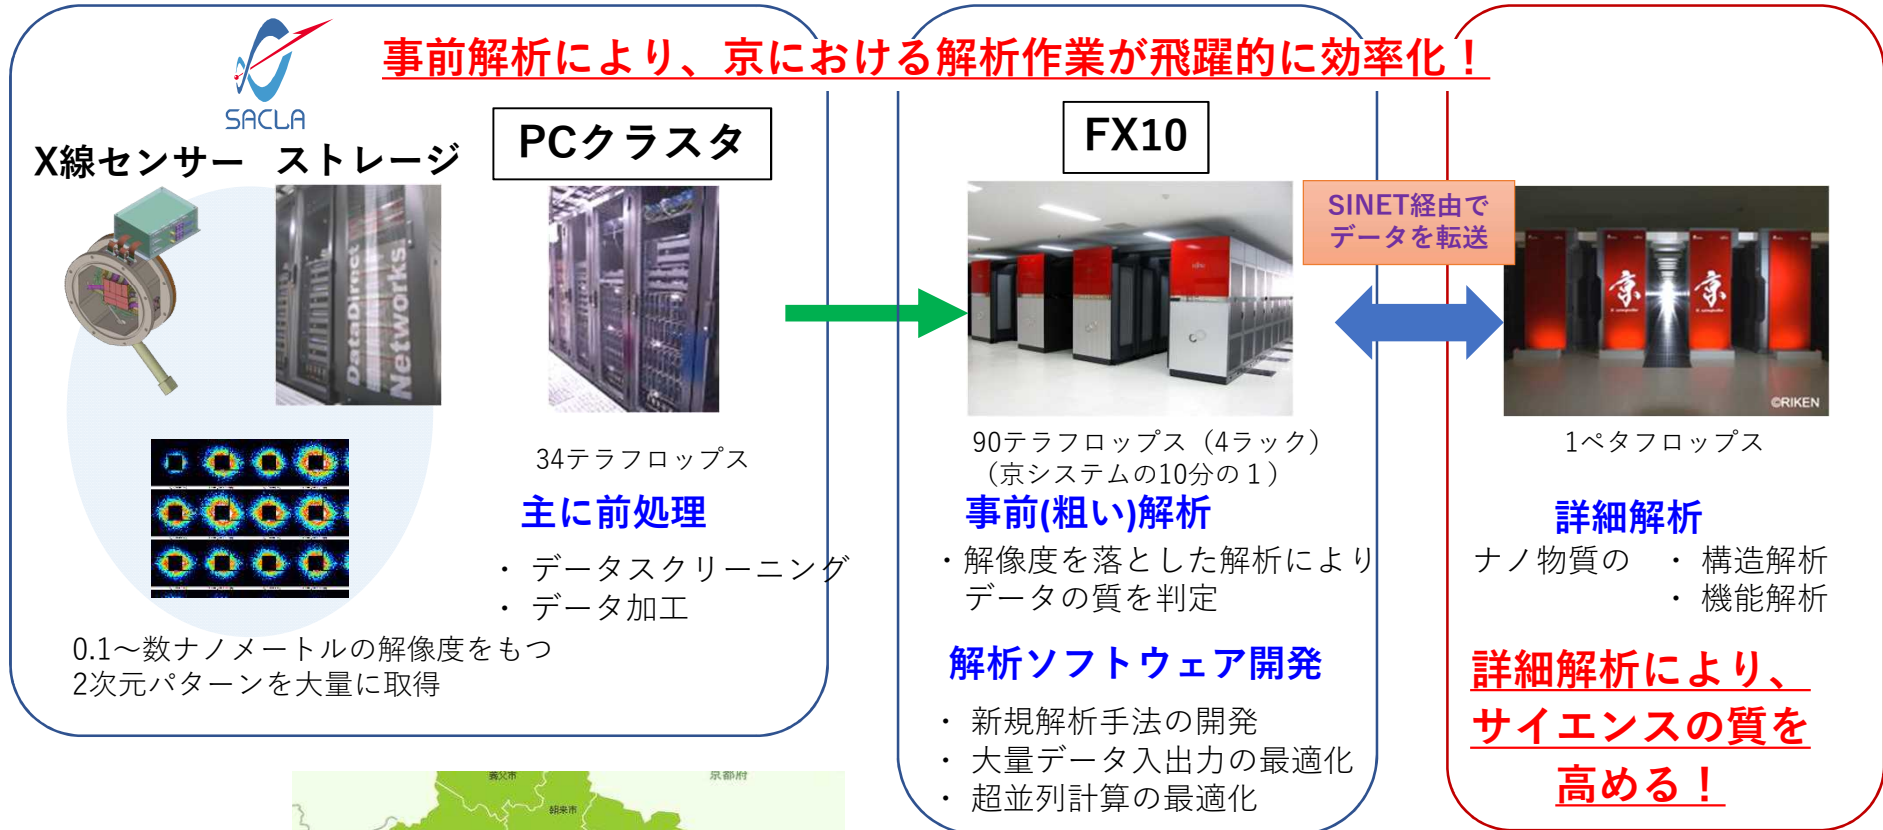 事前解析により、京における解析作業が飛躍的に効率化！
SACLA
X線センサー
ストレージ
PCクラスタ
DataDirect
Networks
34テラフロップス
主に前処理
・ データスクリーニング
・ データ加工
0.1～数ナノメートルの解像度をもつ
2次元パターンを大量に取得
FX10
90テラフロップス（4ラック）
（京システムの10分の１）
事前(粗い)解析
・解像度を落とした解析により
データの質を判定
解析ソフトウェア開発
・ 新規解析手法の開発
・ 大量データ入出力の最適化
・ 超並列計算の最適化
SINET経由で
データを転送
京
京
©RIKEN
1ペタフロップス
詳細解析
ナノ物質の ・ 構造解析
・ 機能解析
詳細解析により、
サイエンスの質を
高める！
養父市
朝来市
京都府